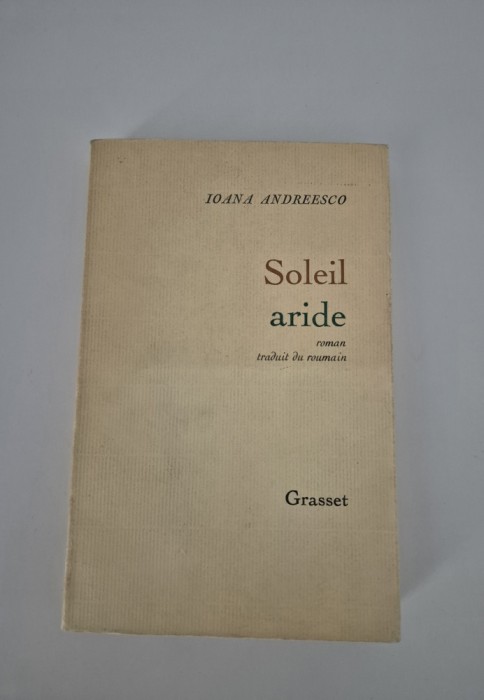 IOANA ANDREESCO
Soleil
aride
roman
traduit du roumain
Grasset